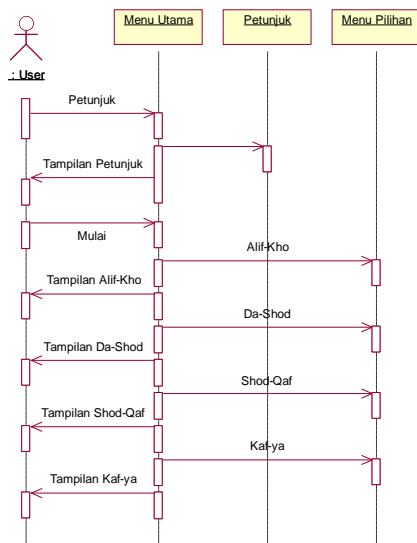 Menu Utama
Petunjuk
Menu Pilihan
: User
Petunjuk
Tampilan Petunjuk
Mulai
Alif-Kho
Tampilan Alif-Kho
Da-Shod
Tampilan Da-Shod
Shod-Qaf
Tampilan Shod-Qaf
Kaf-ya
Tampilan Kaf-ya